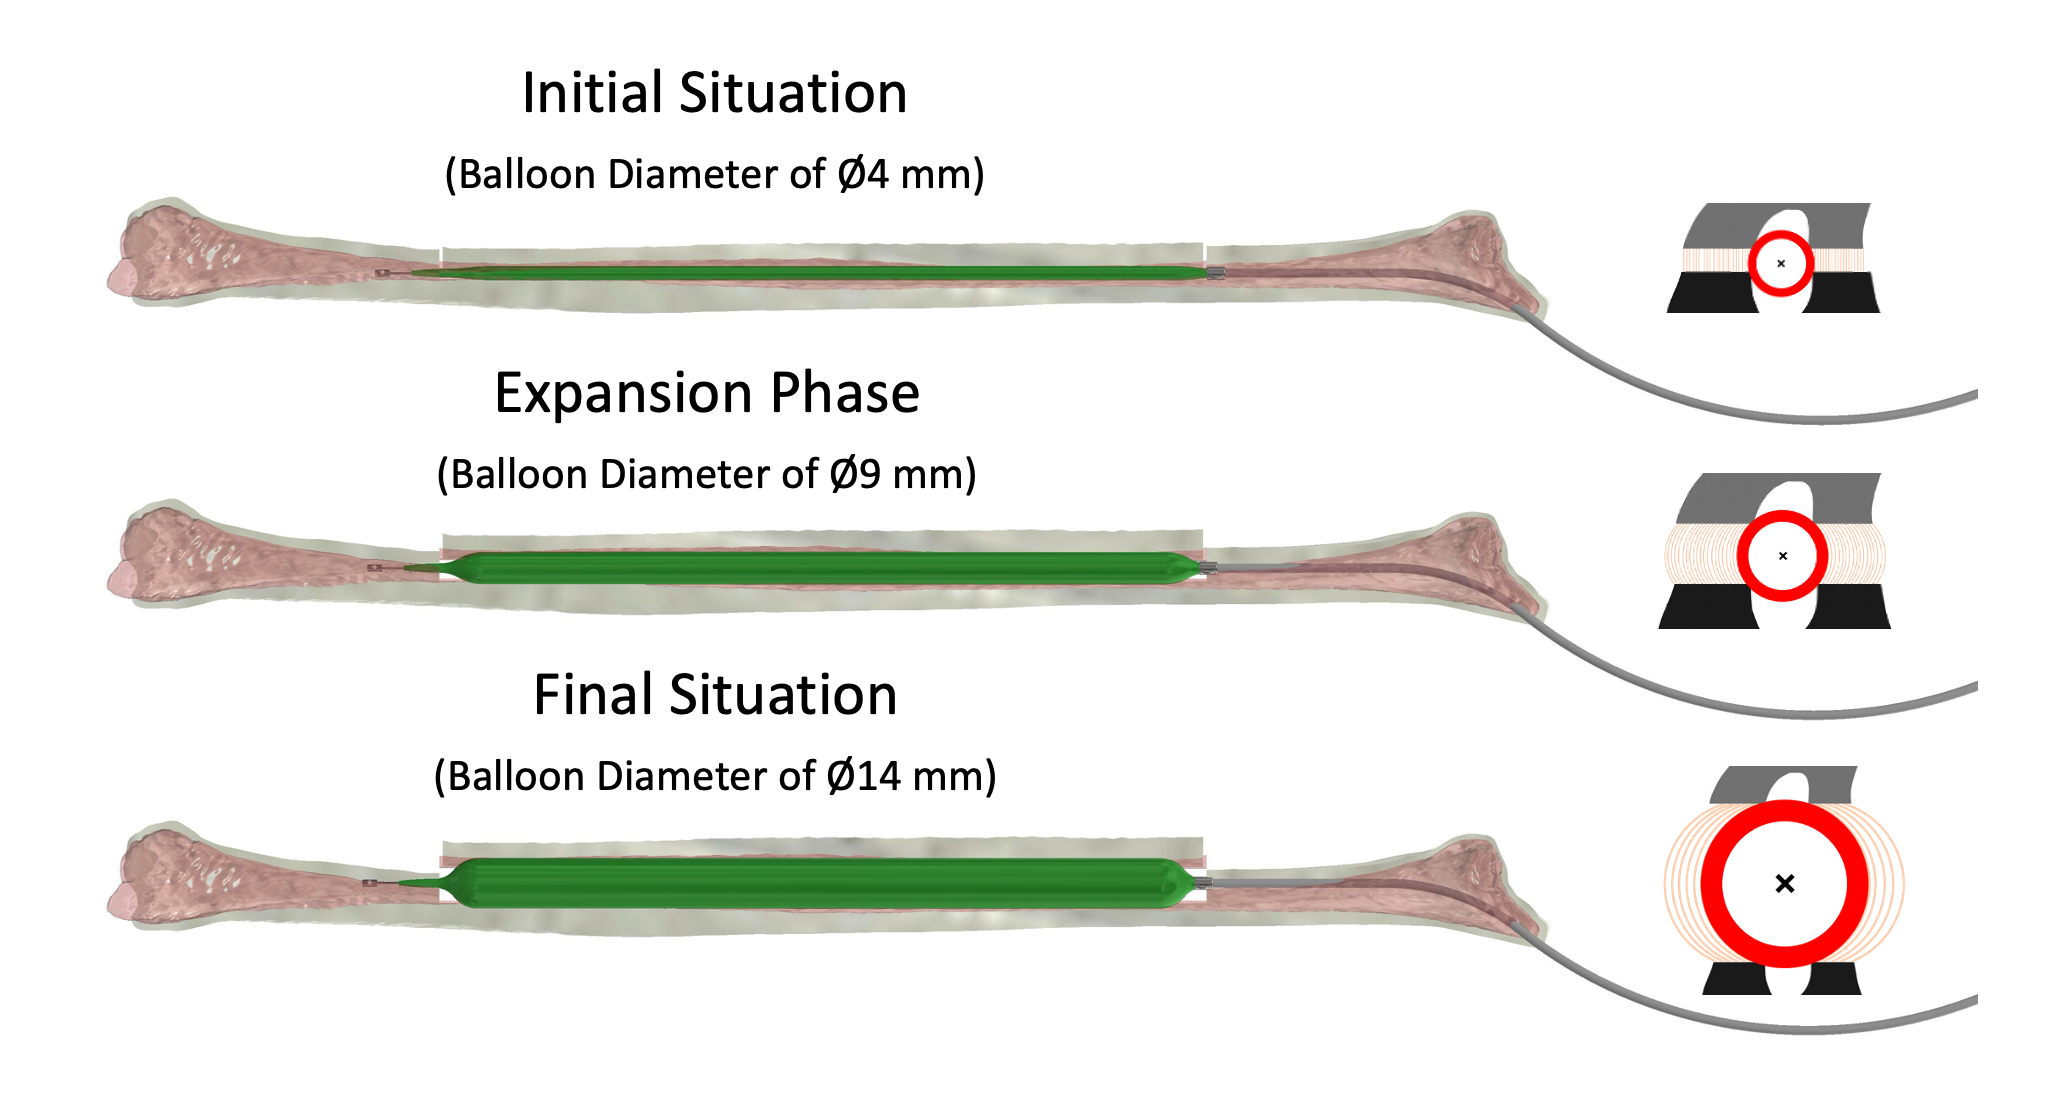 Initial Situation
(Balloon Diameter of Ø4 mm)
Expansion Phase
(Balloon Diameter of Ø9 mm)
Final Situation
(Balloon Diameter of Ø14 mm)